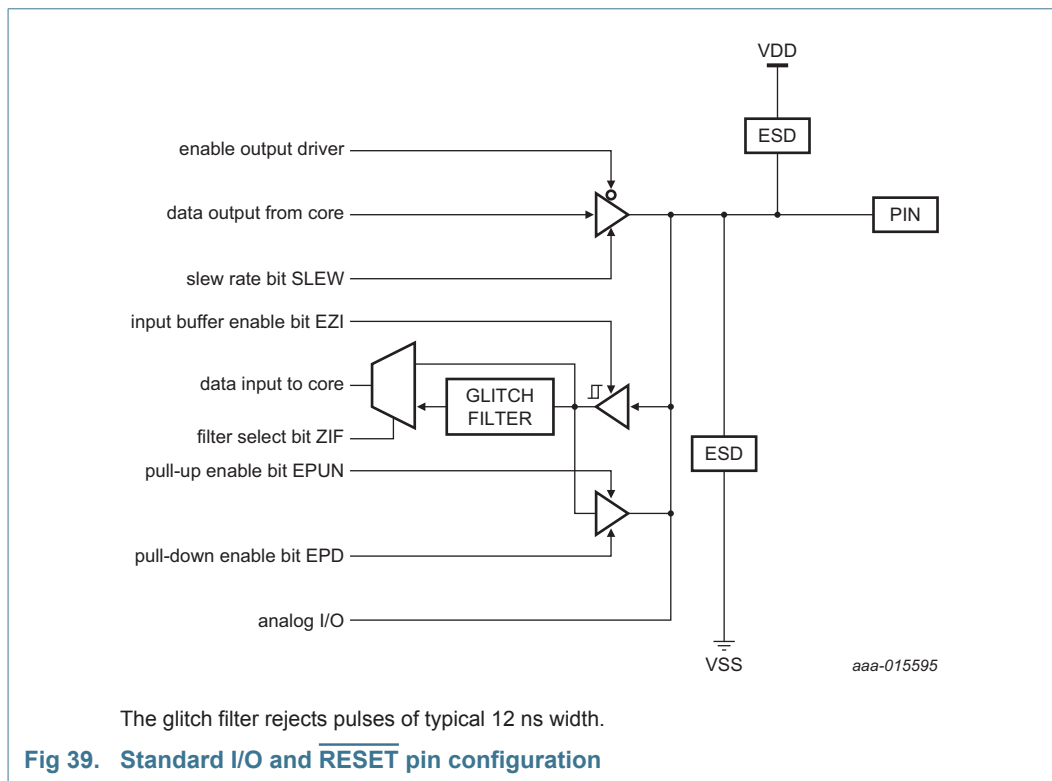 VDD
ESD
enable output driver
data output from core
PIN
slew rate bit SLEW
input buffer enable bit EZI
data input to core
GLITCH
FILTER
filter select bit ZIF
ESD
pull-up enable bit EPUN
pull-down enable bit EPD
analog I/O
VSS
aaa-015595
The glitch filter rejects pulses of typical 12 ns width.
Fig 39. Standard I/O and RESET pin configuration